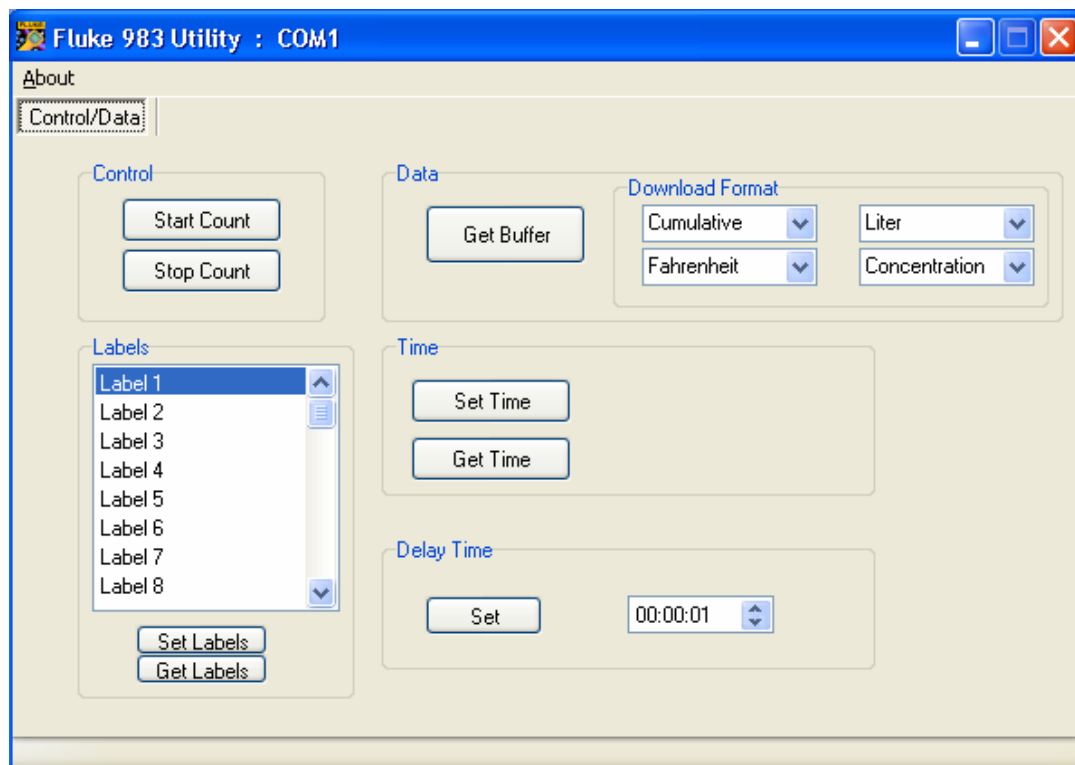 Fluke 983 Utility : COM1
About
Control/Data
Control
Start Count
Stop Count
Data
Get Buffer
Download Format
Cumulative
Liter
Fahrenheit
Concentration
Labels
Label 1
Label 2
Label 3
Label 4
Label 5
Label 6
Label 7
Label 8
Set Labels
Get Labels
Time
Set Time
Get Time
Delay Time
Set
00:00:01